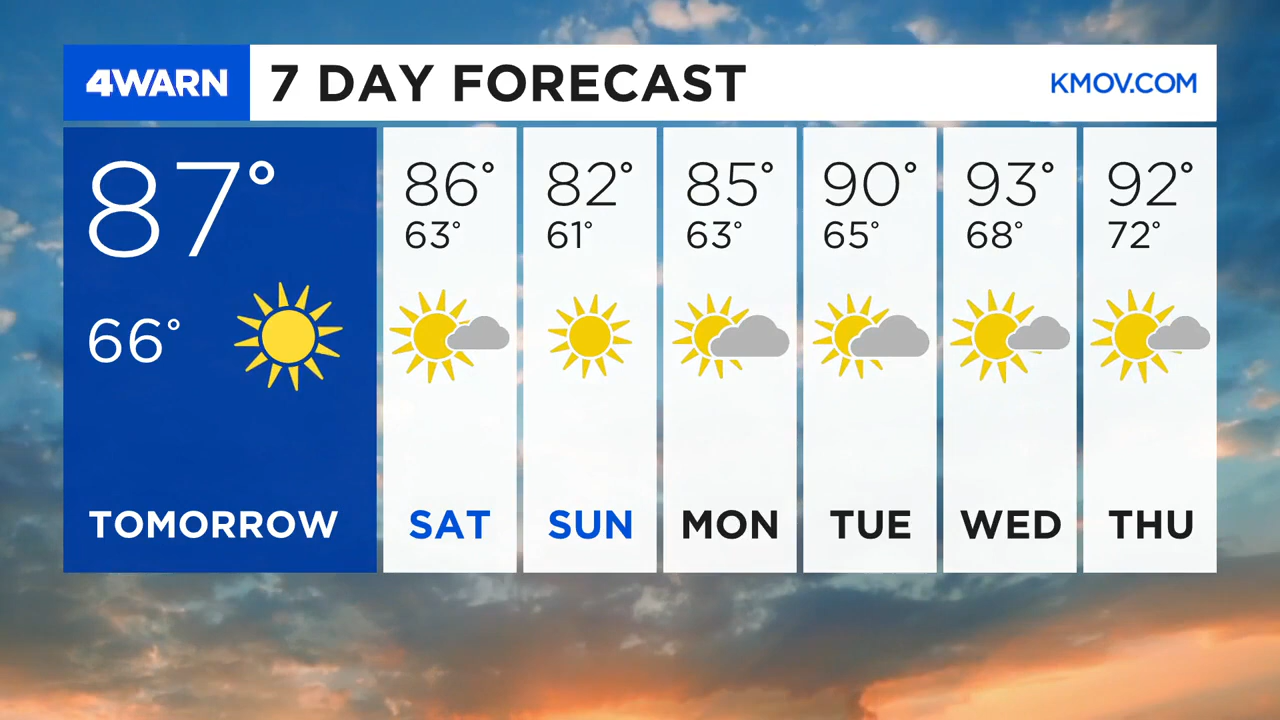 4WARN 7 DAY FORECAST KMOV.COM
87° 86° 82° 85° 90° 93° 92°
63° 61° 63° 65° 68° 72°
66°
TOMORROW SAT SUN MON TUE WED THU